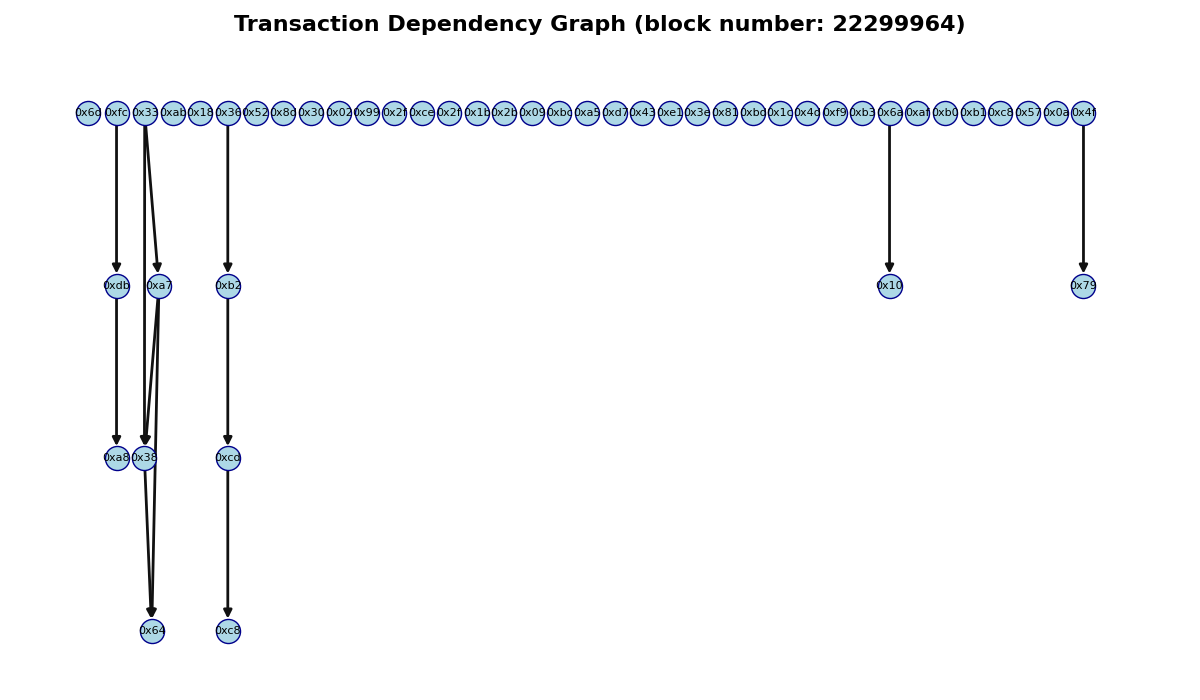 Transaction Dependency Graph (block number: 22299964)
0x6d 0xfc 0x33 0xab 0x18 0x36 0x52 0x8d 0x30 0x02 0x99 0x2f 0xce 0x2f 0x1b 0x2b 0x09 0xbc 0xa5 0xd7 0x43 0xe1 0x3e 0x81 0xbd 0x1c 0x4d 0xf9 0xb3 0x6a 0xaf 0xb0 0xb1 0xc8 0x57 0x0a 0x4f
0xdb 0xa7 0xb2 0x10 0x79
0xa8 0x38 0xcd
0x64 0xc8